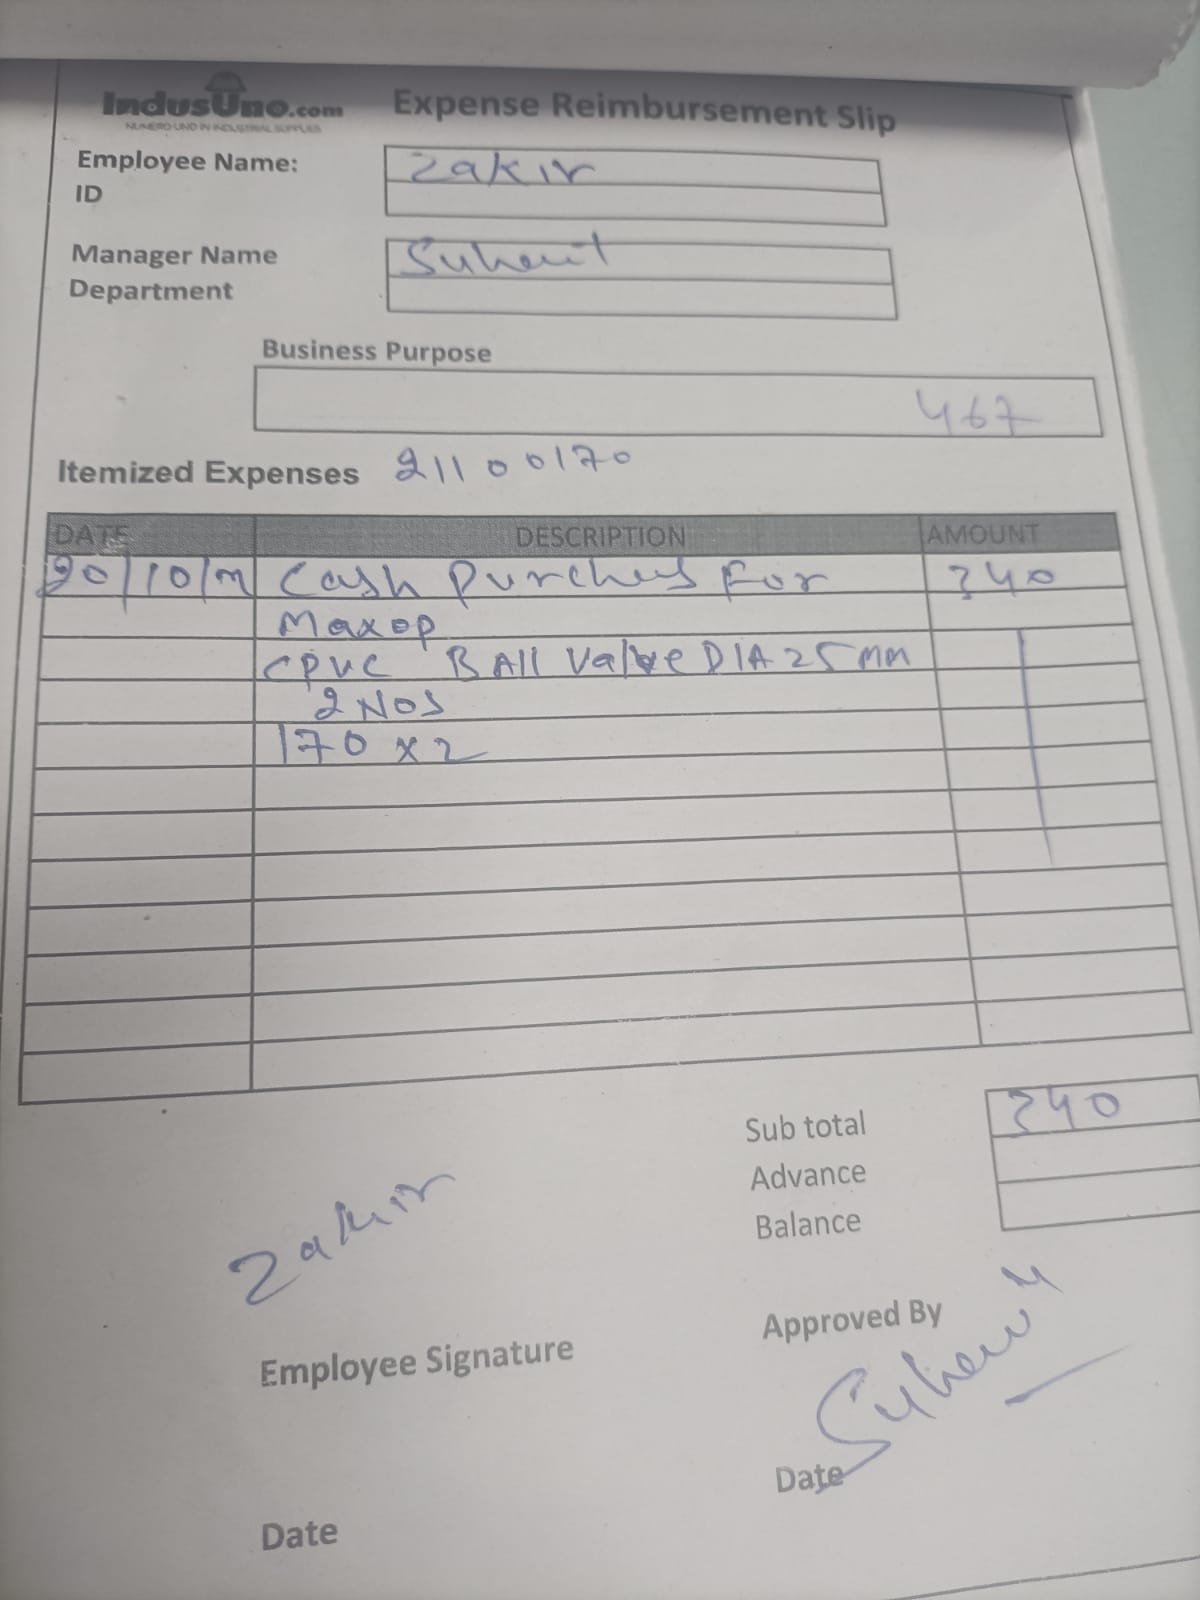 IndusUno.com
NUMERO UNO IN INDUSTRIAL SUPPLIES
Expense Reimbursement Slip
Employee Name: Zakir
ID
Manager Name
Department
Business Purpose
467
Itemized Expenses 21100170
DATE DESCRIPTION AMOUNT
20/10/ Cash Purches For 340
Maxop
CPVC BAll Valve DIA 25 mm
2 NOS
170 x 2
Sub total 340
Advance
Balance
Zakir
Approved By
Employee Signature
Date
Date